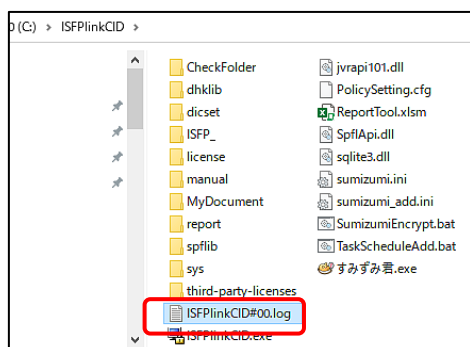 (C:) > ISFPlinkCID >
CheckFolder
dhklib
dicset
ISFP_
license
manual
MyDocument
report
spflib
sys
third-party-licenses
ISFPlinkCID#00.log
ISFPlinkCID.exe
jvrapi101.dll
PolicySetting.cfg
ReportTool.xlsm
SpflApi.dll
sqlite3.dll
sumizumi.ini
sumizumi_add.ini
SumizumiEncrypt.bat
TaskScheduleAdd.bat
すみずみ君.exe